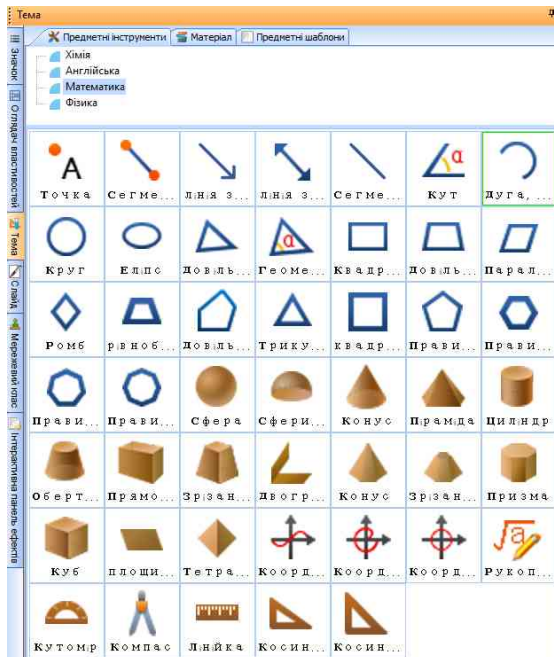 Тема
Предметні інструменти Матеріал Предметні шаблони
Хімія
Англійська
Математика
Фізика
Значок
Оглядач властивостей
Тема
Слайд
Мережевий клас
Інтерактивна панель ефектів
A α
Точка Сегме... лінія з... лінія з... Сегме... Кут Дуга, ...
α
Круг Еліпс Довіль... Геоме... Квадр... Довіль... Парал...
Ромб рівноб... Довіль... Трику... квадр... Прави... Прави...
Прави... Прави... Сфера Сфери... Конус Піраміда Циліндр
Оберт... Прямо... Зрізан... Двогр... Конус Зрізан... Призма
√a
Куб площи... Тетра... Коорд... Коорд... Коорд... Рукоп...
Кутомір Компас Лінійка Косин... Косин...